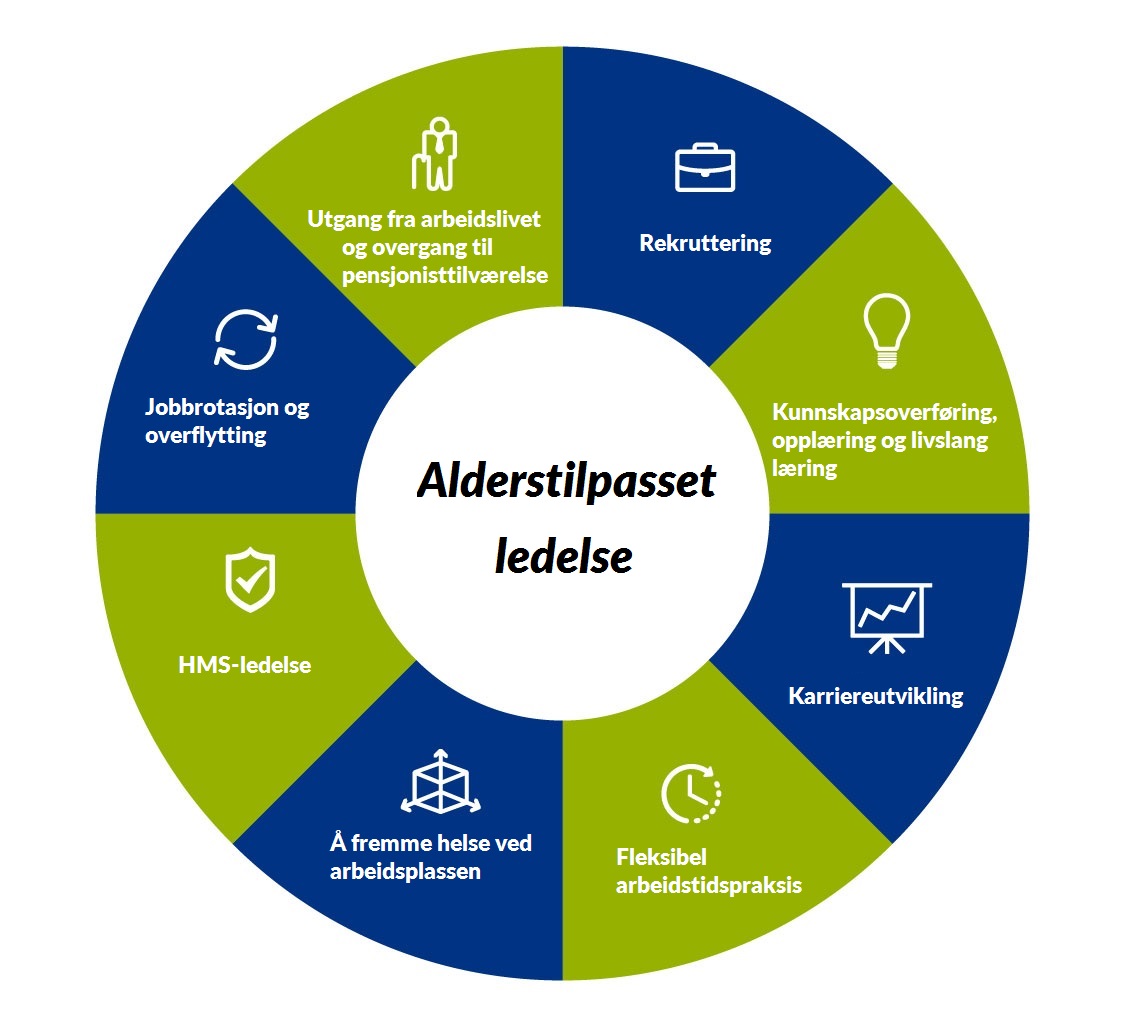 Utgang fra arbeidslivet
og overgang til
pensjonisttilværelse
Rekruttering
Kunnskapsoverføring,
opplæring og livslang
læring
Karriereutvikling
Fleksibel
arbeidstidspraksis
Å fremme helse ved
arbeidsplassen
HMS-ledelse
Jobbrotasjon og
overflytting
Alderstilpasset
ledelse